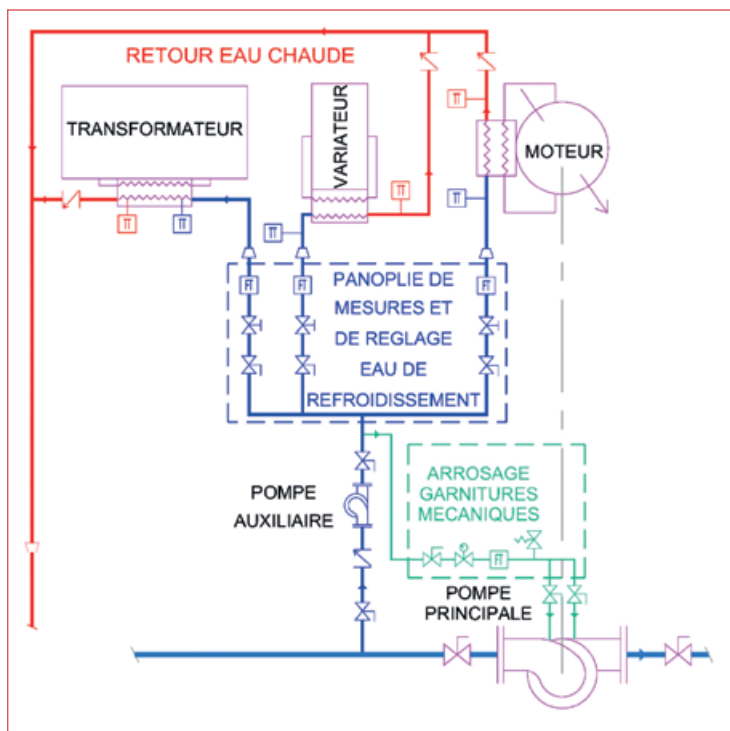 RETOUR EAU CHAUDE
TT
TRANSFORMATEUR
VARIATEUR
MOTEUR
TT
TT
TT
TT
TT
FT
FT
FT
PANOPLIE DE
MESURES ET
DE REGLAGE
EAU DE
REFROIDISSEMENT
POMPE
AUXILIAIRE
ARROSAGE
GARNITURES
MECANIQUES
FT
POMPE
PRINCIPALE